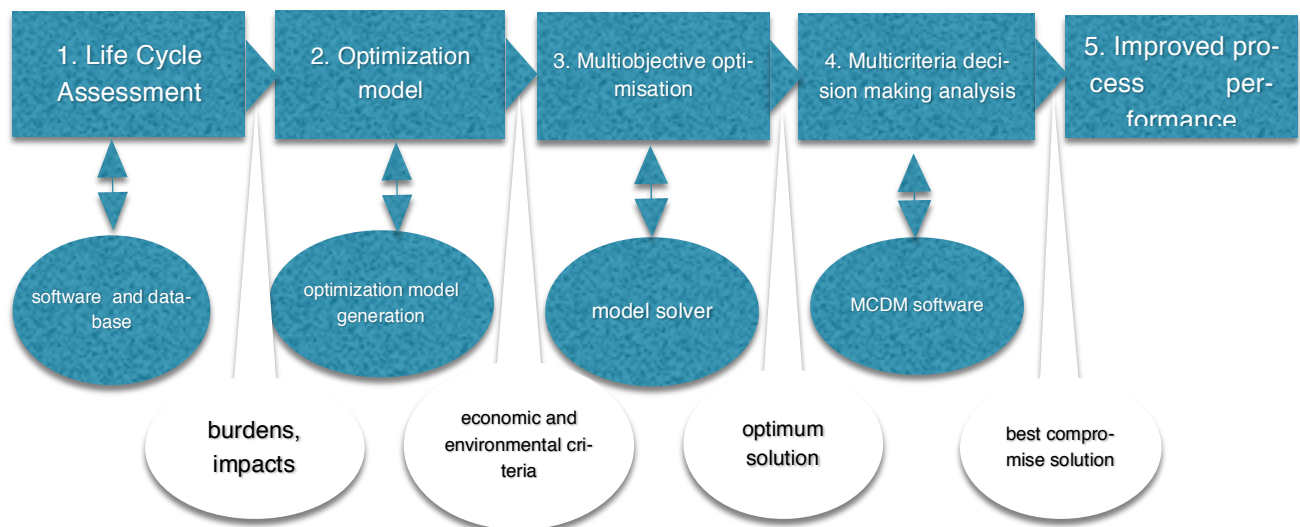 1. Life Cycle
Assessment
2. Optimization
model
3. Multiobjective opti-
misation
4. Multicriteria deci-
sion making analysis
5. Improved pro-
cess per-
formance
software and data-
base
optimization model
generation
model solver
MCDM software
burdens,
impacts
economic and
environmental cri-
teria
optimum
solution
best compro-
mise solution